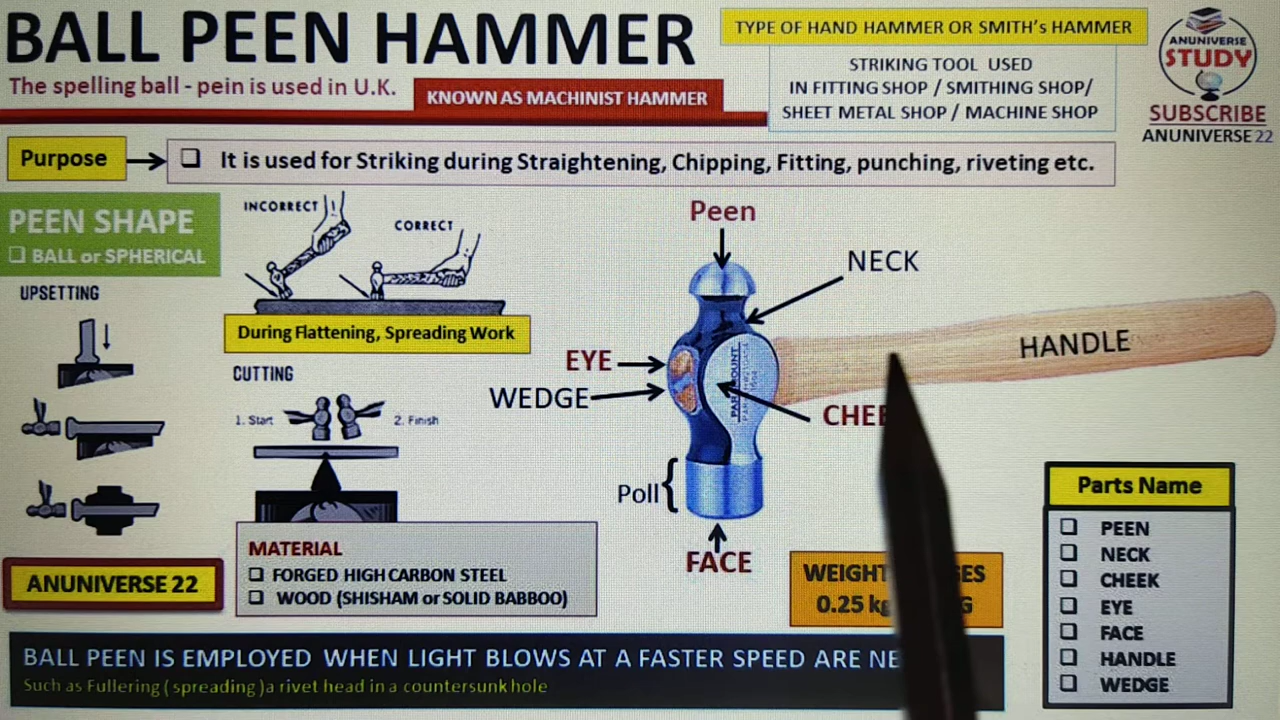 BALL PEEN HAMMER
The spelling ball - pein is used in U.K.
KNOWN AS MACHINIST HAMMER
TYPE OF HAND HAMMER OR SMITH's HAMMER
STRIKING TOOL USED
IN FITTING SHOP / SMITHING SHOP/
SHEET METAL SHOP / MACHINE SHOP
ANUNIVERSE
STUDY
SUBSCRIBE
ANUNIVERSE 22
Purpose
It is used for Striking during Straightening, Chipping, Fitting, punching, riveting etc.
PEEN SHAPE
BALL or SPHERICAL
UPSETTING
INCORRECT
CORRECT
During Flattening, Spreading Work
CUTTING
1. Start
2. Finish
Peen
NECK
HANDLE
EYE
WEDGE
PARAMOUNT
Poll
FACE
MATERIAL
FORGED HIGH CARBON STEEL
WOOD (SHISHAM or SOLID BABBOO)
ANUNIVERSE 22
0.25 kg
Parts Name
PEEN
NECK
CHEEK
EYE
FACE
HANDLE
WEDGE
BALL PEEN IS EMPLOYED WHEN LIGHT BLOWS AT A FASTER SPEED ARE
Such as Fullering ( spreading )a rivet head in a countersunk hole